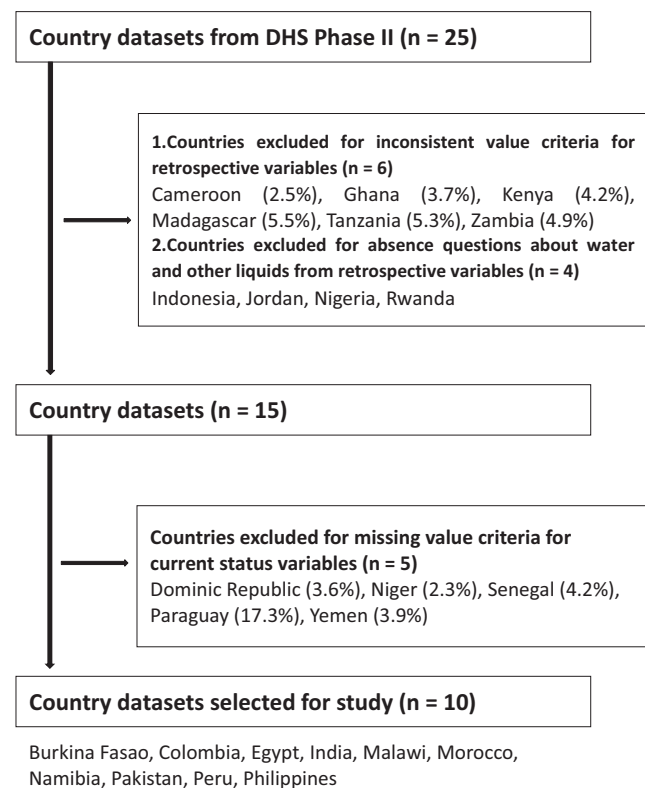 Country datasets from DHS Phase II (n = 25)
1.Countries excluded for inconsistent value criteria for
retrospective variables (n = 6)
Cameroon (2.5%), Ghana (3.7%), Kenya (4.2%),
Madagascar (5.5%), Tanzania (5.3%), Zambia (4.9%)
2.Countries excluded for absence questions about water
and other liquids from retrospective variables (n = 4)
Indonesia, Jordan, Nigeria, Rwanda
Country datasets (n = 15)
Countries excluded for missing value criteria for
current status variables (n = 5)
Dominic Republic (3.6%), Niger (2.3%), Senegal (4.2%),
Paraguay (17.3%), Yemen (3.9%)
Country datasets selected for study (n = 10)
Burkina Fasao, Colombia, Egypt, India, Malawi, Morocco,
Namibia, Pakistan, Peru, Philippines